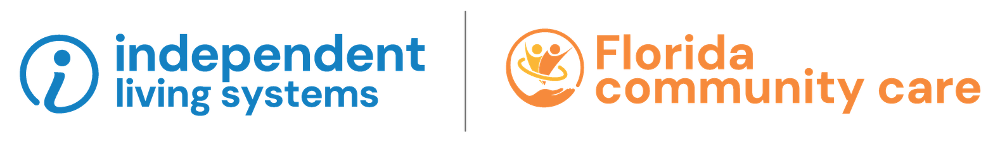 independent
living systems
Florida
community care